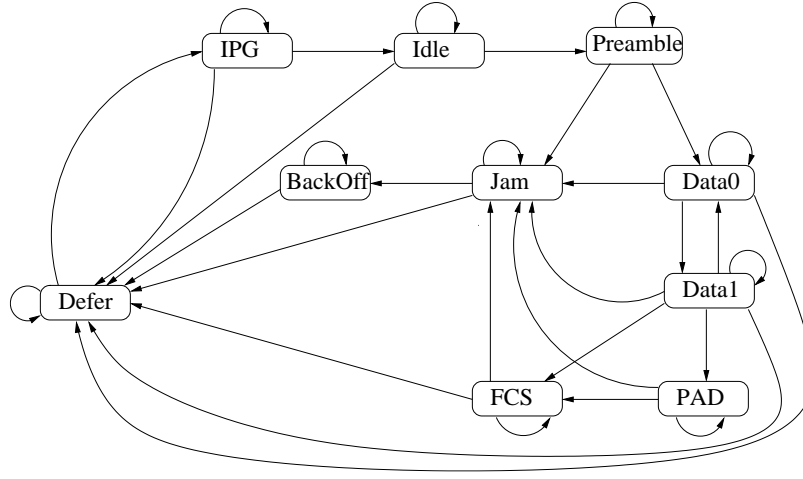 IPG
Idle
Preamble
BackOff
Jam
Data0
Defer
Data1
FCS
PAD